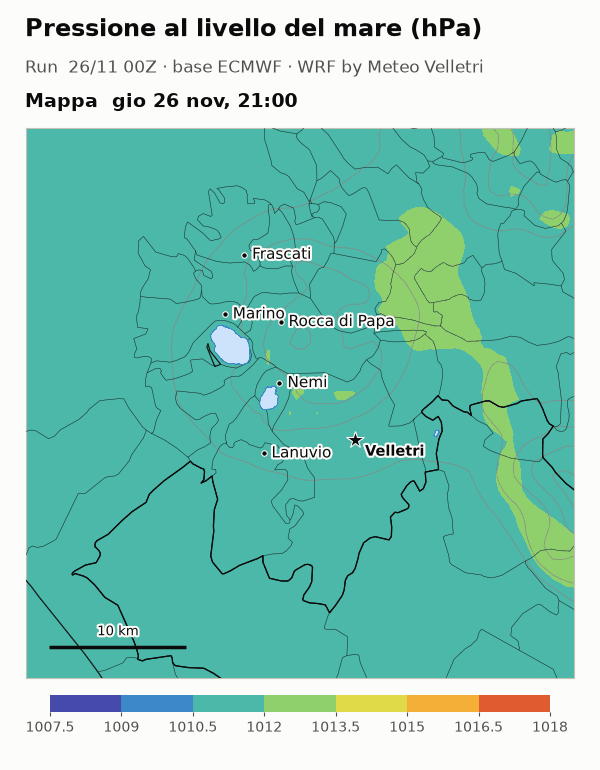 Pressione al livello del mare (hPa)
Run  26/11 00Z · base ECMWF · WRF by Meteo Velletri
Mappa  gio 26 nov, 21:00
Frascati
Marino
Rocca di Papa
Nemi
Velletri
Lanuvio
10 km
1007.5 1009 1010.5 1012 1013.5 1015 1016.5 1018